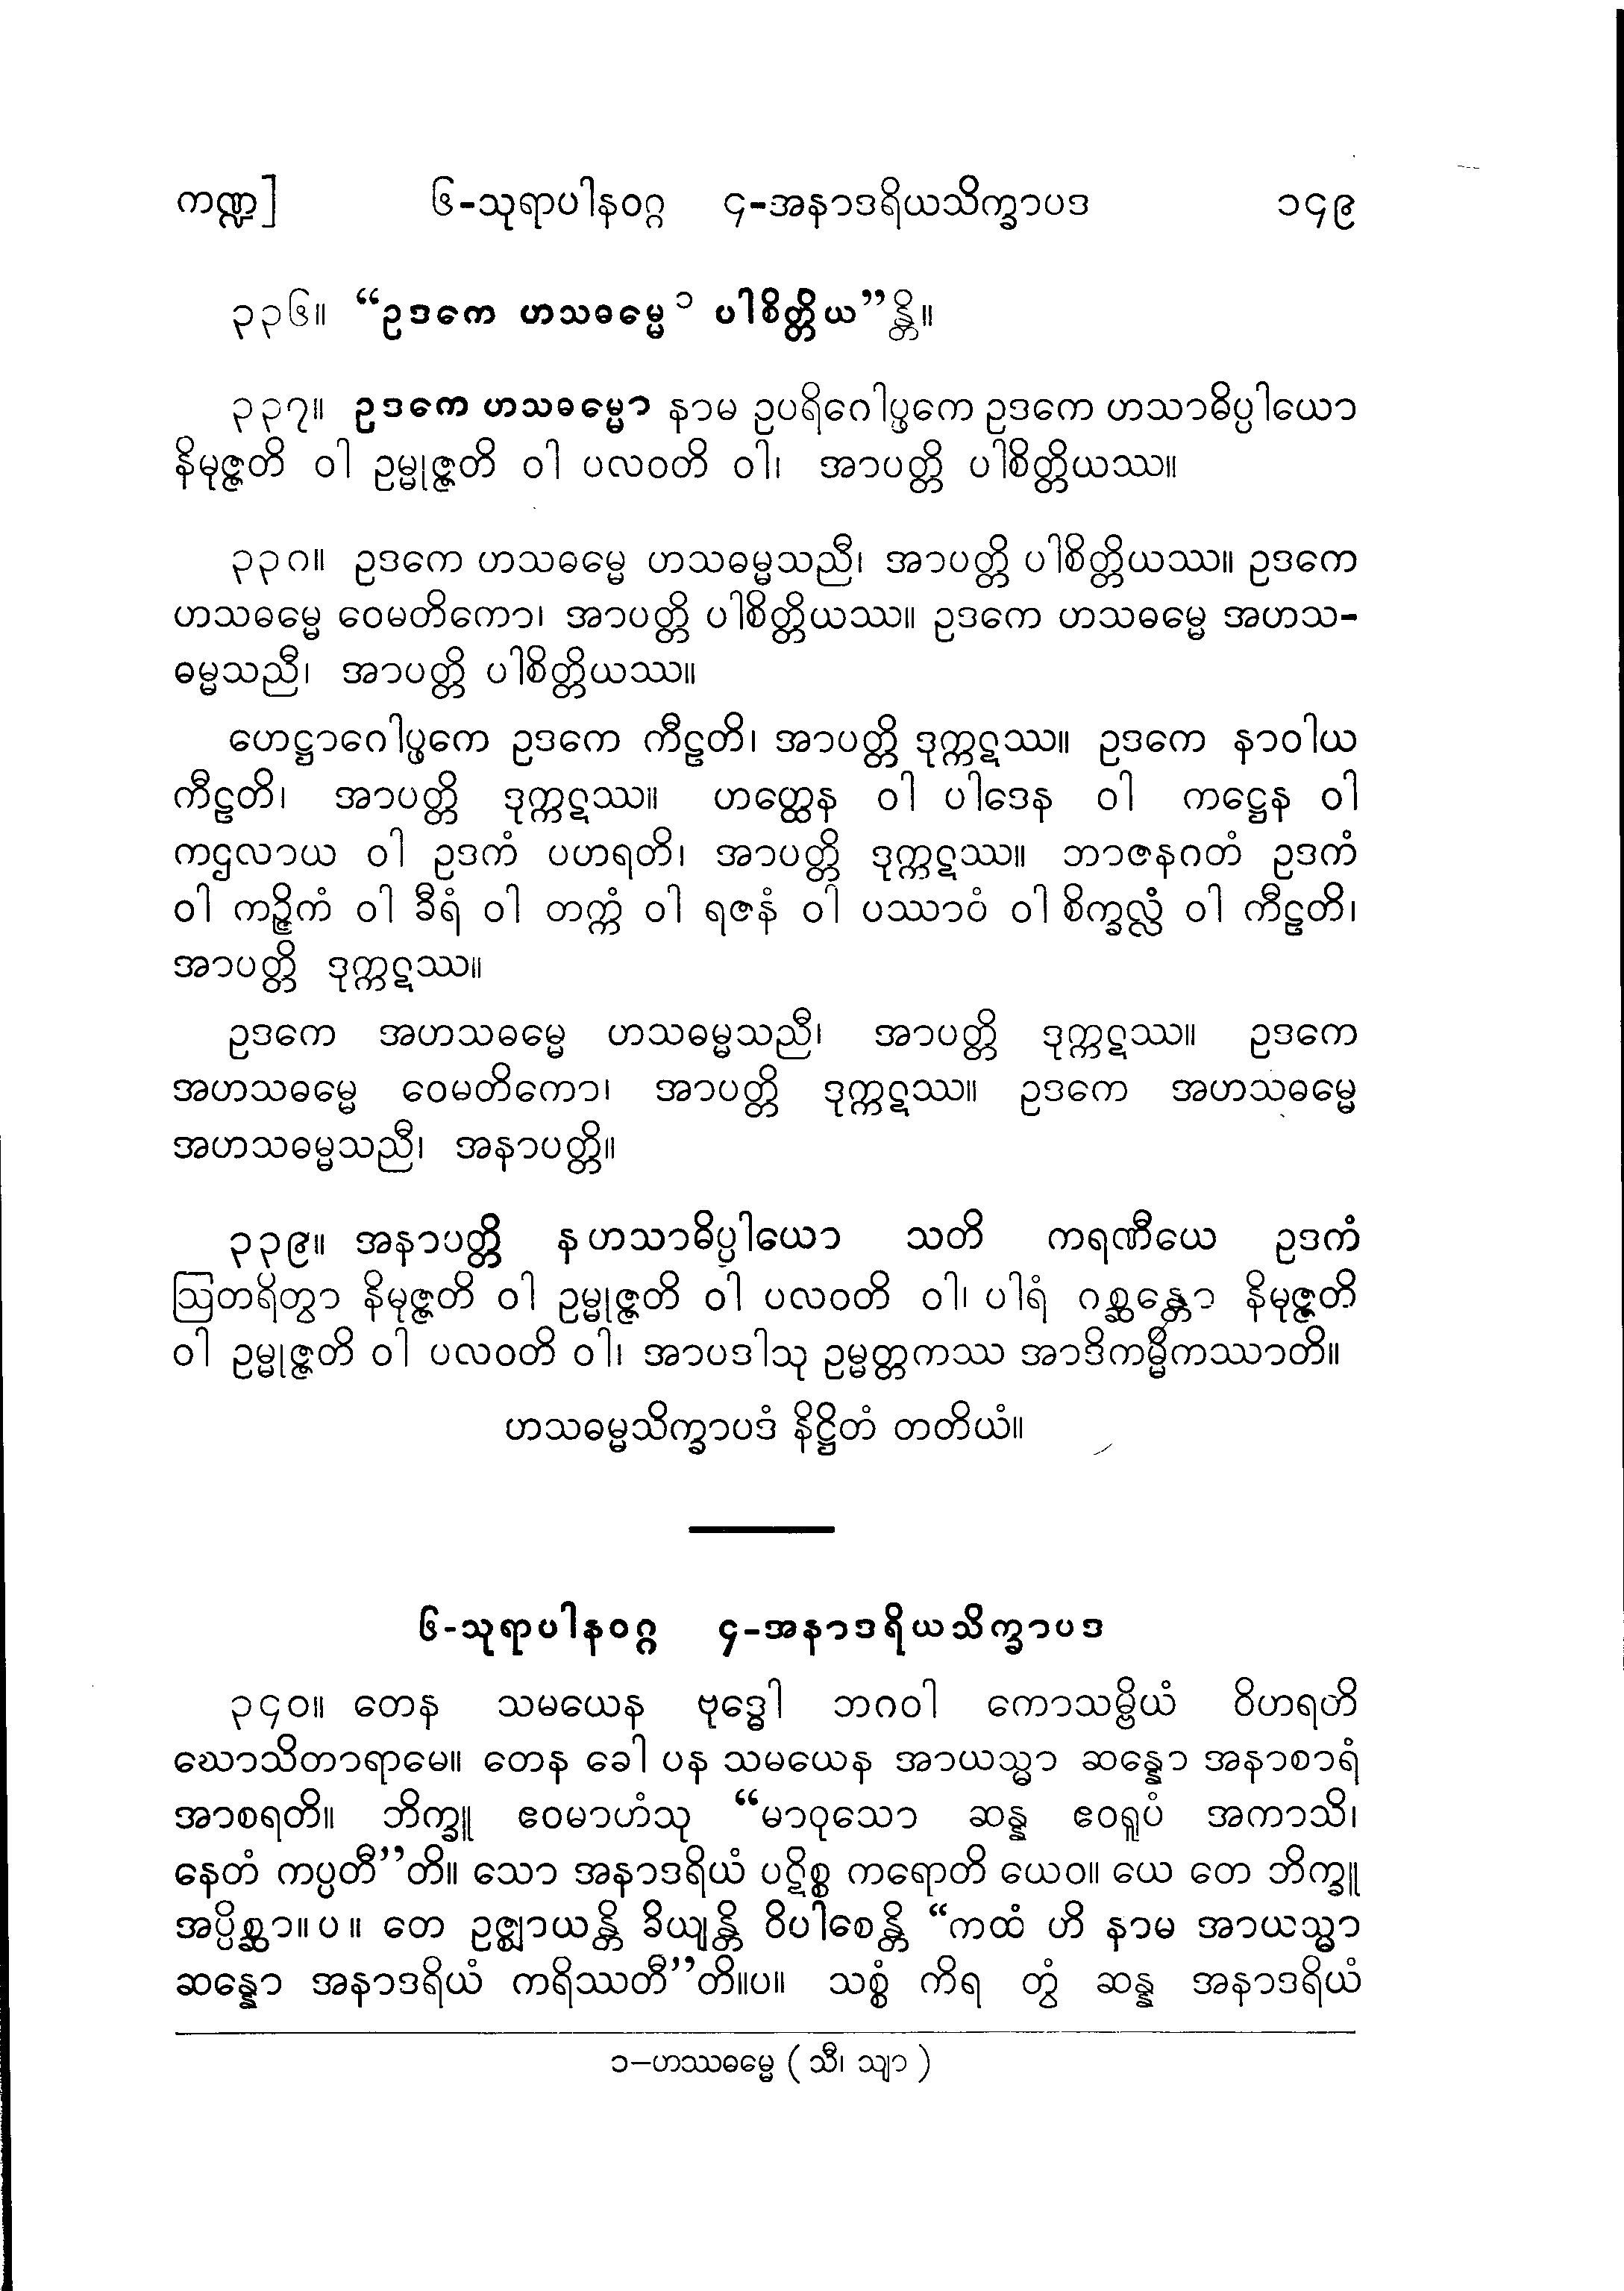 ကဏ္ဍ] ၆-သုရာပါနဝဂ္ဂ ၄-အနာဒရိယသိက္ခာပဒ ၁၄၉
၃၃၆။ “ဥဒကေ ဟသဓမ္မေ ၁ ပါစိတ္တိယ”န္တိ။
၃၃၇။ ဥဒကေ ဟသဓမ္မော နာမ ဥပရိဂေါပ္ဖကေ ဥဒကေ ဟသာဓိပ္ပါယော
နိမုဇ္ဇတိ ဝါ ဥမ္မုဇ္ဇတိ ဝါ ပလဝတိ ဝါ၊ အာပတ္တိ ပါစိတ္တိယဿ။
၃၃၈။ ဥဒကေ ဟသဓမ္မေ ဟသဓမ္မသညီ၊ အာပတ္တိ ပါစိတ္တိယဿ။ ဥဒကေ
ဟသဓမ္မေ ဝေမတိကော၊ အာပတ္တိ ပါစိတ္တိယဿ။ ဥဒကေ ဟသဓမ္မေ အဟသ-
ဓမ္မသညီ၊ အာပတ္တိ ပါစိတ္တိယဿ။
ဟေဋ္ဌာဂေါပ္ဖကေ ဥဒကေ ကီဠတိ၊ အာပတ္တိ ဒုက္ကဋဿ။ ဥဒကေ နာဝါယ
ကီဠတိ၊ အာပတ္တိ ဒုက္ကဋဿ။ ဟတ္ထေန ဝါ ပါဒေန ဝါ ကဋ္ဌေန ဝါ
ကဌလာယ ဝါ ဥဒကံ ပဟရတိ၊ အာပတ္တိ ဒုက္ကဋဿ။ ဘာဇနဂတံ ဥဒကံ
ဝါ ကဉ္ဇိကံ ဝါ ခီရံ ဝါ တက္ကံ ဝါ ရဇနံ ဝါ ပဿာဝံ ဝါ စိက္ခလ္လံ ဝါ ကီဠတိ၊
အာပတ္တိ ဒုက္ကဋဿ။
ဥဒကေ အဟသဓမ္မေ ဟသဓမ္မသညီ၊ အာပတ္တိ ဒုက္ကဋဿ။ ဥဒကေ
အဟသဓမ္မေ ဝေမတိကော၊ အာပတ္တိ ဒုက္ကဋဿ။ ဥဒကေ အဟသဓမ္မေ
အဟသဓမ္မသညီ၊ အနာပတ္တိ။
၃၃၉။ အနာပတ္တိ န ဟသာဓိပ္ပါယော သတိ ကရဏီယေ ဥဒကံ
ဩတရိတွာ နိမုဇ္ဇတိ ဝါ ဥမ္မုဇ္ဇတိ ဝါ ပလဝတိ ဝါ၊ ပါရံ ဂစ္ဆန္တော နိမုဇ္ဇတိ
ဝါ ဥမ္မုဇ္ဇတိ ဝါ ပလဝတိ ဝါ၊ အာပဒါသု ဥမ္မတ္တကဿ အာဒိကမ္မိကဿာတိ။
ဟသဓမ္မသိက္ခာပဒံ နိဋ္ဌိတံ တတိယံ။
၆-သုရာပါနဝဂ္ဂ ၄-အနာဒရိယသိက္ခာပဒ
၃၄၀။ တေန သမယေန ဗုဒ္ဓေါ ဘဂဝါ ကောသမ္ဗိယံ ဝိဟရတိ
ဃောသိတာရာမေ။ တေန ခေါ ပန သမယေန အာယသ္မာ ဆန္နော အနာစာရံ
အာစရတိ။ ဘိက္ခူ ဧဝမာဟံသု “မာဝုသော ဆန္န ဧဝရူပံ အကာသိ၊
နေတံ ကပ္ပတီ”တိ။ သော အနာဒရိယံ ပဋိစ္စ ကရောတိ ယေဝ။ ယေ တေ ဘိက္ခူ
အပ္ပိစ္ဆာ။ပ။ တေ ဥဇ္ဈာယန္တိ ခိယျန္တိ ဝိပါစေန္တိ “ကထံ ဟိ နာမ အာယသ္မာ
ဆန္နော အနာဒရိယံ ကရိဿတီ”တိ။ပ။ သစ္စံ ကိရ တွံ ဆန္န အနာဒရိယံ
၁–ဟဿဓမ္မေ ( သီ၊ သျာ )